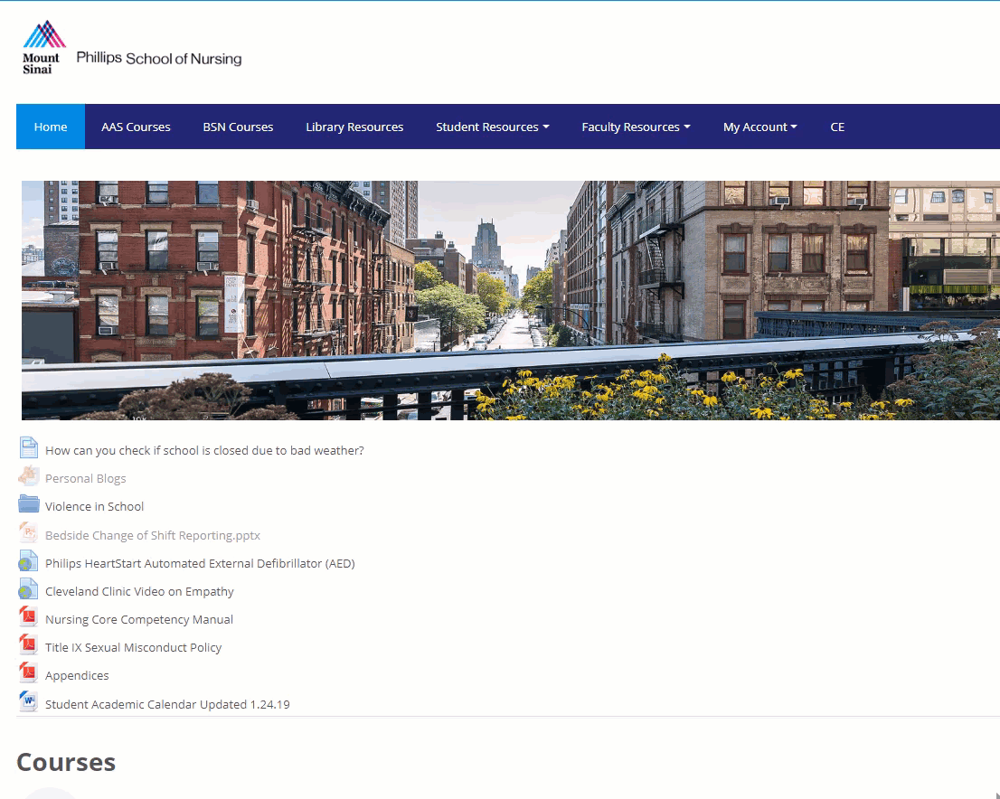 Mount
Sinai
Phillips School of Nursing
Home
AAS Courses
BSN Courses
Library Resources
Student Resources
Faculty Resources
My Account
CE
How can you check if school is closed due to bad weather?
Personal Blogs
Violence in School
Bedside Change of Shift Reporting.pptx
Philips HeartStart Automated External Defibrillator (AED)
Cleveland Clinic Video on Empathy
Nursing Core Competency Manual
Title IX Sexual Misconduct Policy
Appendices
Student Academic Calendar Updated 1.24.19
Courses